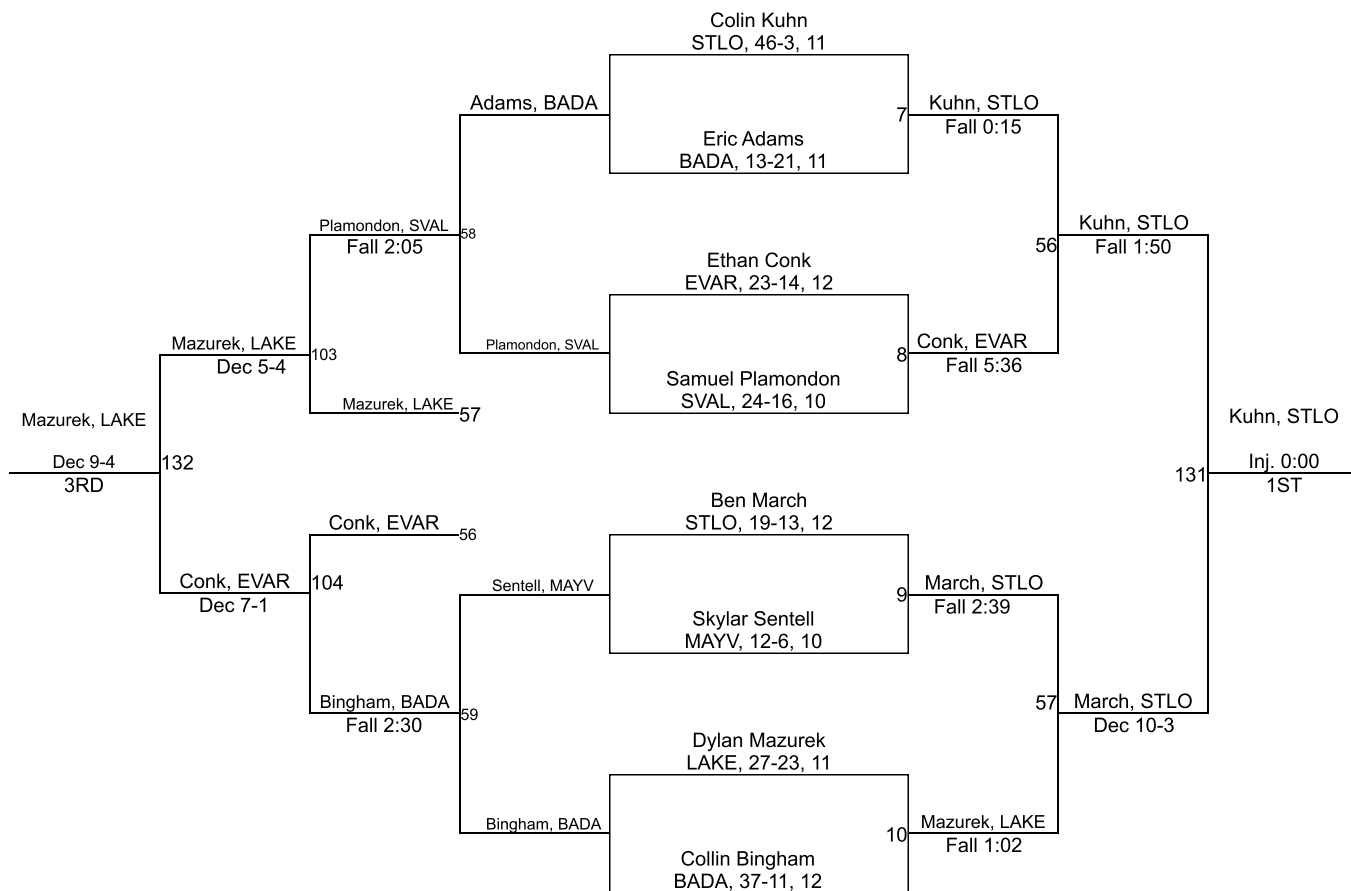 Colin Kuhn
STLO, 46-3, 11
Adams, BADA
7
Kuhn, STLO
Fall 0:15
Eric Adams
BADA, 13-21, 11
Plamondon, SVAL
58
Fall 2:05
Kuhn, STLO
56
Fall 1:50
Ethan Conk
EVAR, 23-14, 12
Mazurek, LAKE
103
Dec 5-4
Plamondon, SVAL
8
Conk, EVAR
Fall 5:36
Samuel Plamondon
SVAL, 24-16, 10
Mazurek, LAKE
57
Mazurek, LAKE
Kuhn, STLO
Dec 9-4
132
3RD
131
Inj. 0:00
1ST
Ben March
STLO, 19-13, 12
Conk, EVAR
56
Conk, EVAR
104
Dec 7-1
Sentell, MAYV
9
March, STLO
Fall 2:39
Skylar Sentell
MAYV, 12-6, 10
Bingham, BADA
59
Fall 2:30
57
March, STLO
Dec 10-3
Dylan Mazurek
LAKE, 27-23, 11
Bingham, BADA
10
Mazurek, LAKE
Fall 1:02
Collin Bingham
BADA, 37-11, 12